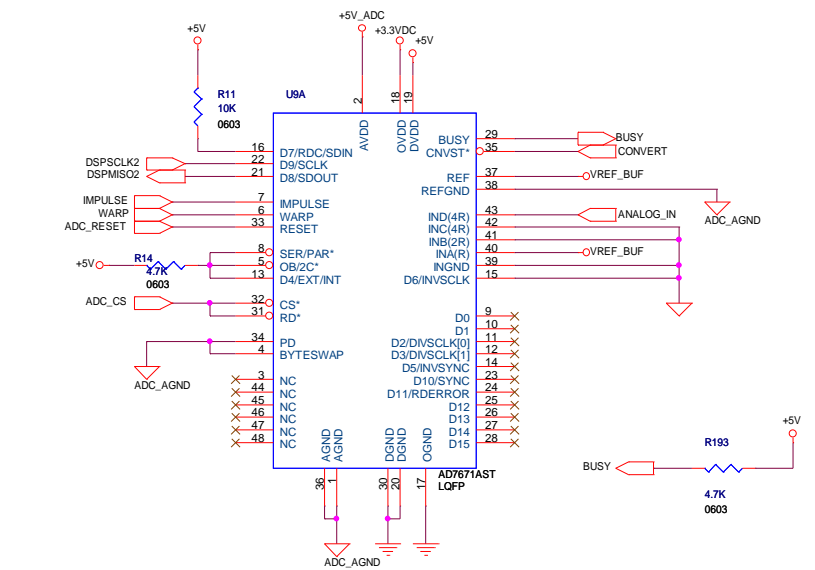 +5V_ADC
+5V
+3.3VDC
+5V
R11
10K
0603
U9A
2
18
19
AVDD
OVDD
DVDD
16
D7/RDC/SDIN
DSPSCLK2
22
D9/SCLK
DSPMISO2
21
D8/SDOUT
IMPULSE
7
IMPULSE
WARP
6
WARP
ADC_RESET
33
RESET
8
SER/PAR*
+5V
R14
4.7K
0603
5
OB/2C*
13
D4/EXT/INT
ADC_CS
32
CS*
31
RD*
34
PD
4
BYTESWAP
ADC_AGND
3
NC
44
NC
45
NC
46
NC
47
NC
48
NC
BUSY
29
BUSY
CNVST*
35
CONVERT
REF
37
VREF_BUF
REFGND
38
ADC_AGND
IND(4R)
43
ANALOG_IN
INC(4R)
42
INB(2R)
41
INA(R)
40
VREF_BUF
INGND
39
D6/INVSCLK
15
D0
9
D1
10
D2/DIVSCLK[0]
11
D3/DIVSCLK[1]
12
D5/INVSYNC
14
D10/SYNC
23
D11/RDERROR
24
D12
25
D13
26
D14
27
D15
28
AGND
AGND
DGND
DGND
OGND
36
1
30
20
17
AD7671AST
LQFP
ADC_AGND
+5V
R193
BUSY
4.7K
0603